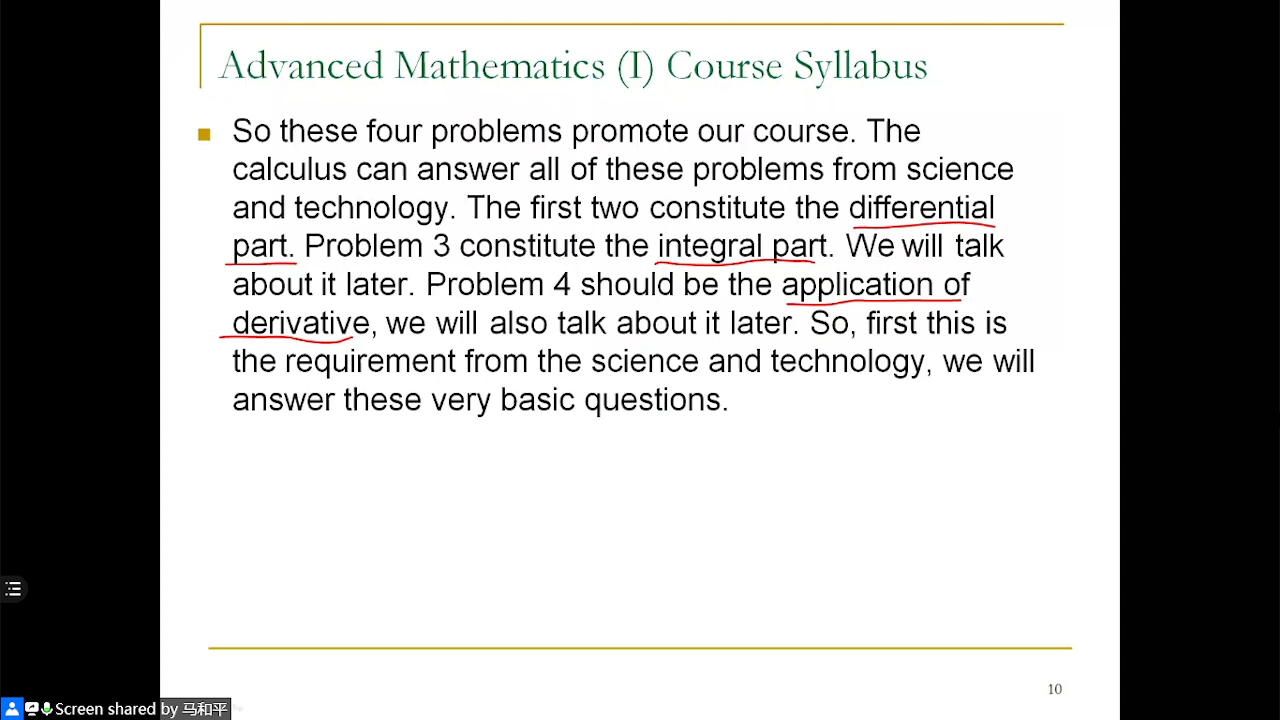 Advanced Mathematics (I) Course Syllabus
So these four problems promote our course. The
calculus can answer all of these problems from science
and technology. The first two constitute the differential
part. Problem 3 constitute the integral part. We will talk
about it later. Problem 4 should be the application of
derivative, we will also talk about it later. So, first this is
the requirement from the science and technology, we will
answer these very basic questions.
10
Screen shared by 马和平